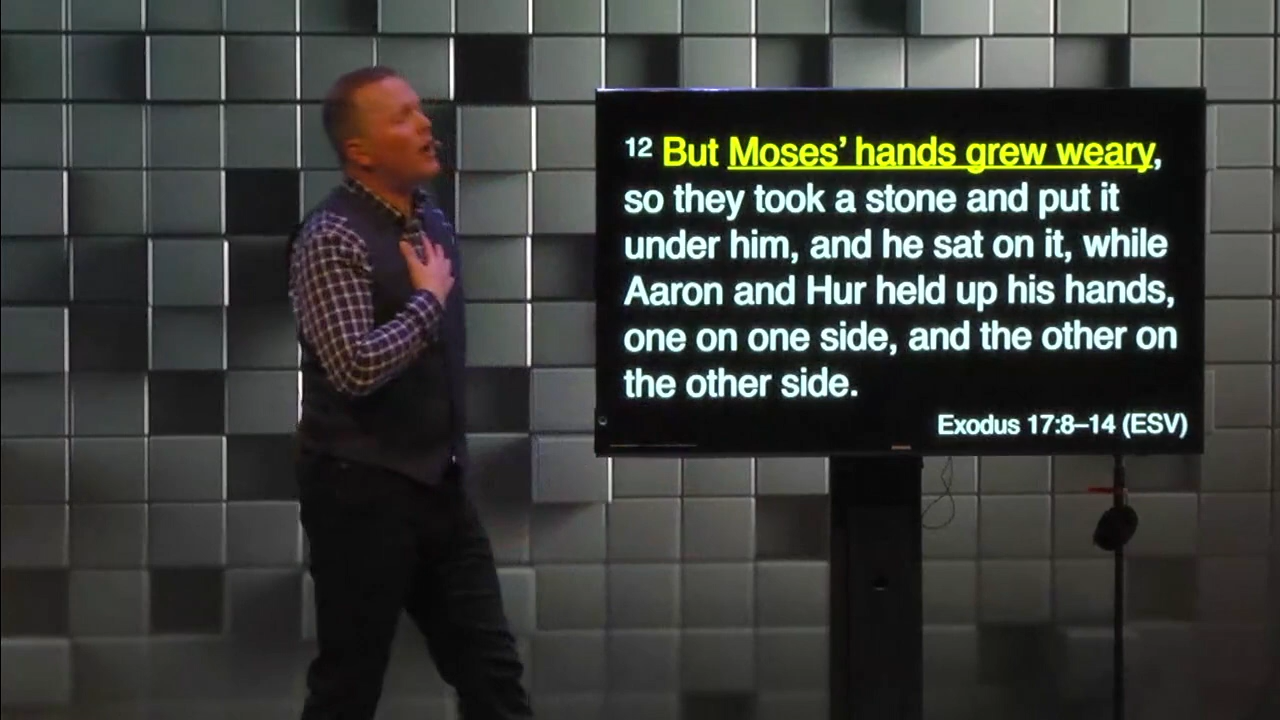 12 But Moses’ hands grew weary,
so they took a stone and put it
under him, and he sat on it, while
Aaron and Hur held up his hands,
one on one side, and the other on
the other side.
Exodus 17:8–14 (ESV)